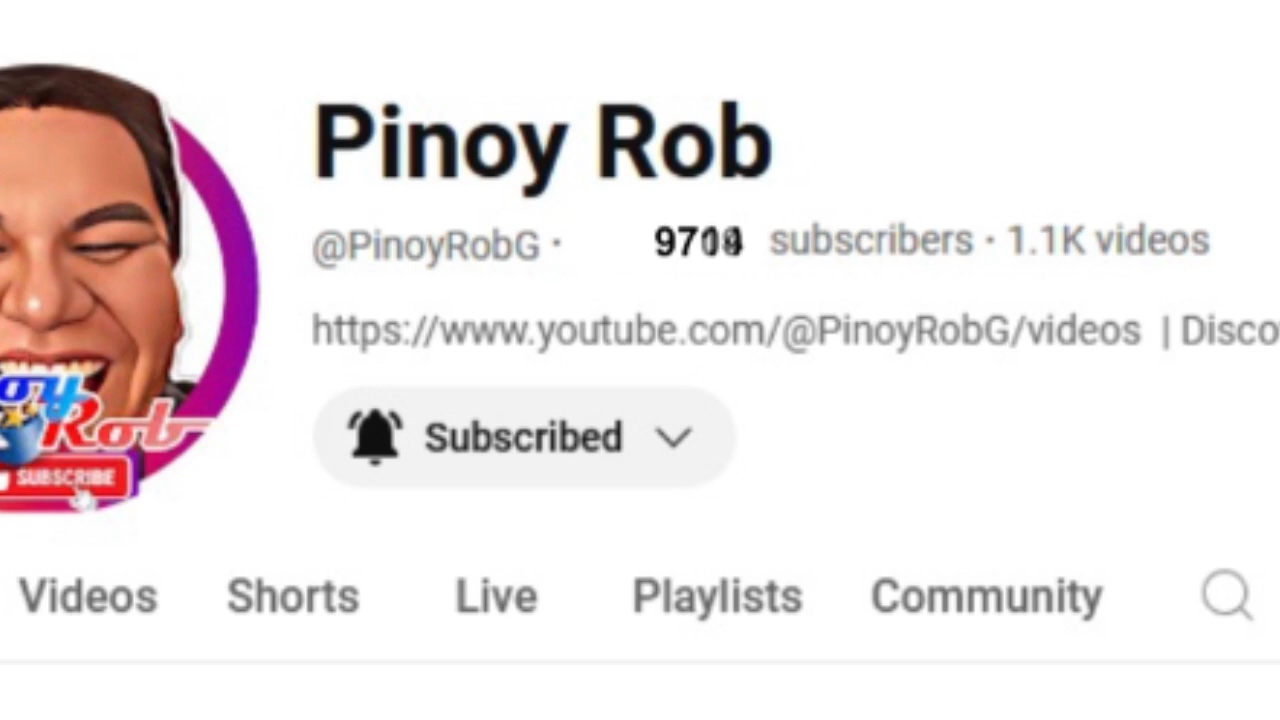 Pinoy Rob
@PinoyRobG · subscribers · 1.1K videos
https://www.youtube.com/@PinoyRobG/videos | Disco
Rob
SUBSCRIBE
Subscribed
Videos Shorts Live Playlists Community